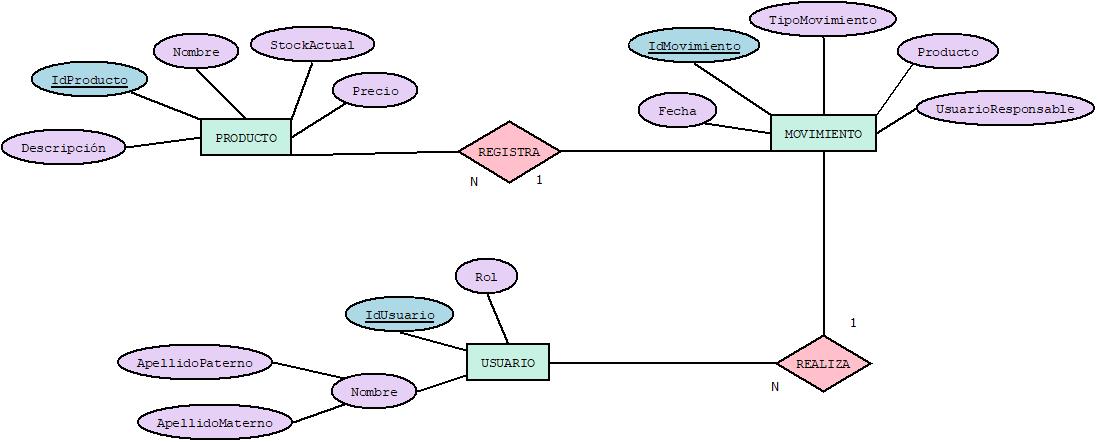 TipoMovimiento
StockActual
IdMovimiento
Nombre
Producto
IdProducto
Precio
Fecha
UsuarioResponsable
PRODUCTO
MOVIMIENTO
Descripción
REGISTRA
N
1
Rol
IdUsuario
1
ApellidoPaterno
USUARIO
REALIZA
N
Nombre
ApellidoMaterno